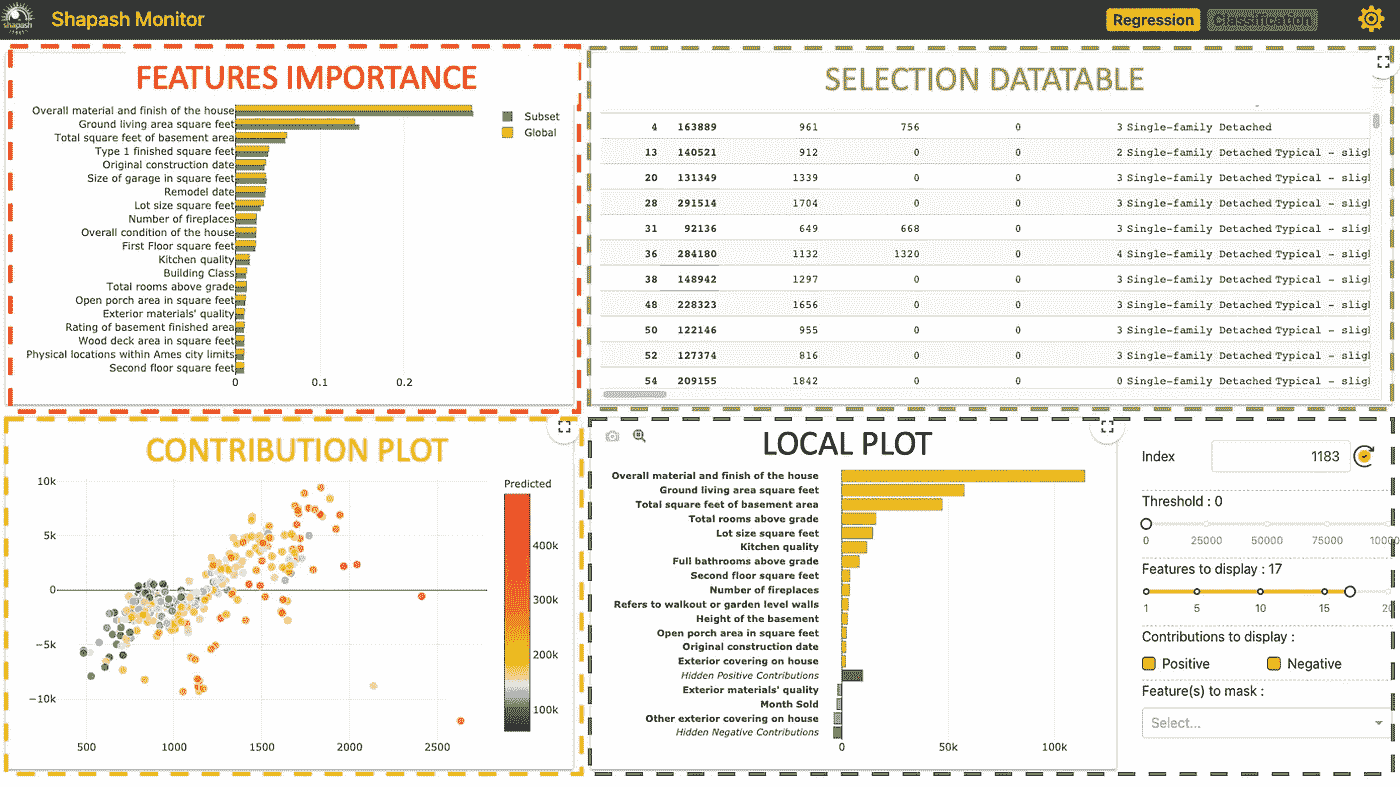 shapash
Shapash Monitor
Regression
Classification
FEATURES IMPORTANCE
Overall material and finish of the house
Ground living area square feet
Total square feet of basement area
Type 1 finished square feet
Original construction date
Size of garage in square feet
Remodel date
Lot size square feet
Number of fireplaces
Overall condition of the house
First Floor square feet
Kitchen quality
Building Class
Total rooms above grade
Open porch area in square feet
Exterior materials' quality
Rating of basement finished area
Wood deck area in square feet
Physical locations within Ames city limits
Second floor square feet
0 0.1 0.2
Subset
Global
SELECTION DATATABLE
4 163889 961 756 0 3 Single-family Detached
13 140521 912 0 0 2 Single-family Detached Typical - sligh
20 131349 1339 0 0 3 Single-family Detached Typical - sligh
28 291514 1704 0 0 3 Single-family Detached Typical - sligh
31 92136 649 668 0 3 Single-family Detached Typical - sligh
36 284180 1132 1320 0 4 Single-family Detached Typical - sligh
38 148942 1297 0 0 3 Single-family Detached Typical - sligh
48 228323 1656 0 0 3 Single-family Detached Typical - sligh
50 122146 955 0 0 3 Single-family Detached Typical - sligh
52 127374 816 0 0 3 Single-family Detached Typical - sligh
54 209155 1842 0 0 0 Single-family Detached Typical - sligh
CONTRIBUTION PLOT
10k
5k
0
−5k
−10k
500 1000 1500 2000 2500
Predicted
400k
300k
200k
100k
LOCAL PLOT
Overall material and finish of the house
Ground living area square feet
Total square feet of basement area
Total rooms above grade
Lot size square feet
Kitchen quality
Full bathrooms above grade
Second floor square feet
Number of fireplaces
Refers to walkout or garden level walls
Height of the basement
Open porch area in square feet
Original construction date
Exterior covering on house
Hidden Positive Contributions
Exterior materials' quality
Month Sold
Other exterior covering on house
Hidden Negative Contributions
0 50k 100k
Index 1183
Threshold : 0
0 25000 50000 75000 10000
Features to display : 17
1 5 10 15 20
Contributions to display :
Positive Negative
Feature(s) to mask :
Select...